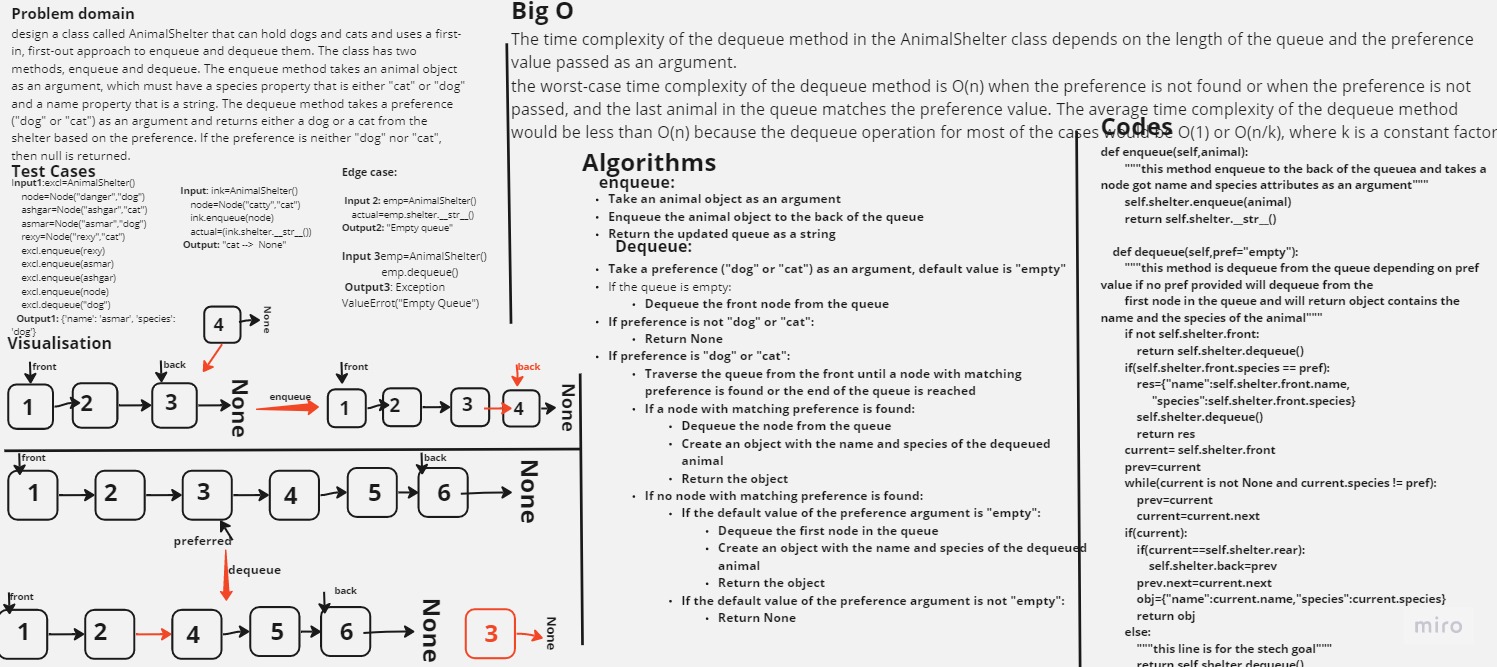 Problem domain
design a class called AnimalShelter that can hold dogs and cats and uses a first-
in, first-out approach to enqueue and dequeue them. The class has two
methods, enqueue and dequeue. The enqueue method takes an animal object
as an argument, which must have a species property that is either "cat" or "dog"
and a name property that is a string. The dequeue method takes a preference
("dog" or "cat") as an argument and returns either a dog or a cat from the
shelter based on the preference. If the preference is neither "dog" nor "cat",
then null is returned.
Test Cases
Input1:excl=AnimalShelter()
node=Node("danger","dog")
ashgar=Node("ashgar","cat")
asmar=Node("asmar","dog")
rexy=Node("rexy","cat")
excl.enqueue(rexy)
excl.enqueue(asmar)
excl.enqueue(ashgar)
excl.enqueue(node)
excl.dequeue("dog")
Output1: {'name': 'asmar', 'species':
'dog'}
Input: ink=AnimalShelter()
node=Node("catty","cat")
ink.enqueue(node)
actual=(ink.shelter.__str__())
Output: "cat --> None"
Edge case:
Input 2: emp=AnimalShelter()
actual=emp.shelter.__str__()
Output2: "Empty queue"
Input 3emp=AnimalShelter()
emp.dequeue()
Output3: Exception
ValueErrot("Empty Queue")
Visualisation
4
None
front
back
1
2
3
None
enqueue
front
back
1
2
3
4
None
front
back
1
2
3
4
5
6
None
preferred
dequeue
front
back
1
2
4
5
6
None
3
None
Big O
The time complexity of the dequeue method in the AnimalShelter class depends on the length of the queue and the preference
value passed as an argument.
the worst-case time complexity of the dequeue method is O(n) when the preference is not found or when the preference is not
passed, and the last animal in the queue matches the preference value. The average time complexity of the dequeue method
would be less than O(n) because the dequeue operation for most of the cases would be O(1) or O(n/k), where k is a constant factor
Algorithms
enqueue:
• Take an animal object as an argument
• Enqueue the animal object to the back of the queue
• Return the updated queue as a string
Dequeue:
• Take a preference ("dog" or "cat") as an argument, default value is "empty"
• If the queue is empty:
• Dequeue the front node from the queue
• If preference is not "dog" or "cat":
• Return None
• If preference is "dog" or "cat":
• Traverse the queue from the front until a node with matching
preference is found or the end of the queue is reached
• If a node with matching preference is found:
• Dequeue the node from the queue
• Create an object with the name and species of the dequeued
animal
• Return the object
• If no node with matching preference is found:
• If the default value of the preference argument is "empty":
• Dequeue the first node in the queue
• Create an object with the name and species of the dequeued
animal
• Return the object
• If the default value of the preference argument is not "empty":
• Return None
Codes
def enqueue(self,animal):
"""this method enqueue to the back of the queuea and takes a
node got name and species attributes as an argument"""
self.shelter.enqueue(animal)
return self.shelter.__str__()
def dequeue(self,pref="empty"):
"""this method is dequeue from the queue depending on pref
value if no pref provided will dequeue from the
first node in the queue and will return object contains the
name and the species of the animal"""
if not self.shelter.front:
return self.shelter.dequeue()
if(self.shelter.front.species == pref):
res={"name":self.shelter.front.name,
"species":self.shelter.front.species}
self.shelter.dequeue()
return res
current= self.shelter.front
prev=current
while(current is not None and current.species != pref):
prev=current
current=current.next
if(current):
if(current==self.shelter.rear):
self.shelter.back=prev
prev.next=current.next
obj={"name":current.name,"species":current.species}
return obj
else:
"""this line is for the stech goal"""
return self.shelter.dequeue()
miro